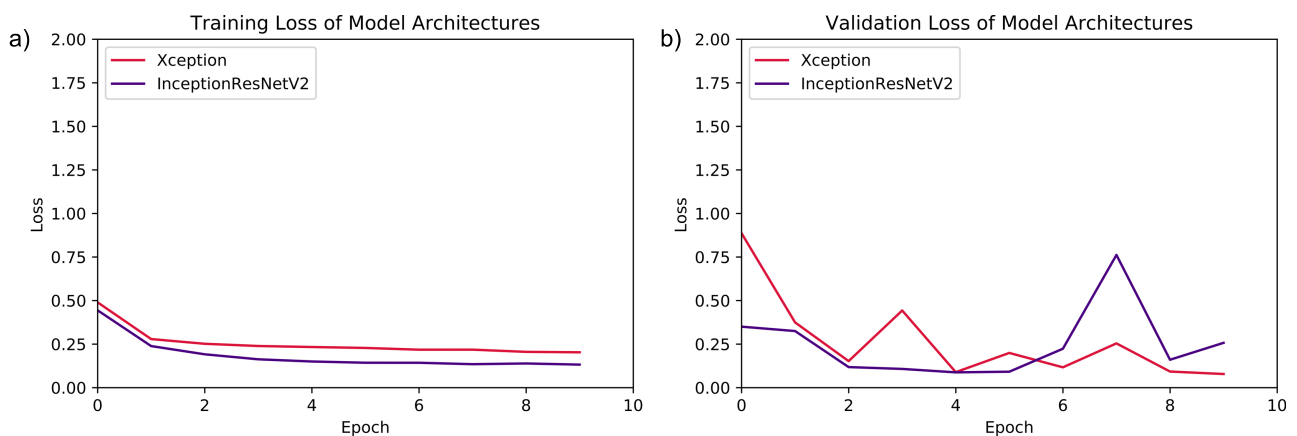 a)
Training Loss of Model Architectures
Xception
InceptionResNetV2
Loss
2.00
1.75
1.50
1.25
1.00
0.75
0.50
0.25
0.00
0 2 4 6 8 10
Epoch
b)
Validation Loss of Model Architectures
Xception
InceptionResNetV2
Loss
2.00
1.75
1.50
1.25
1.00
0.75
0.50
0.25
0.00
0 2 4 6 8 10
Epoch